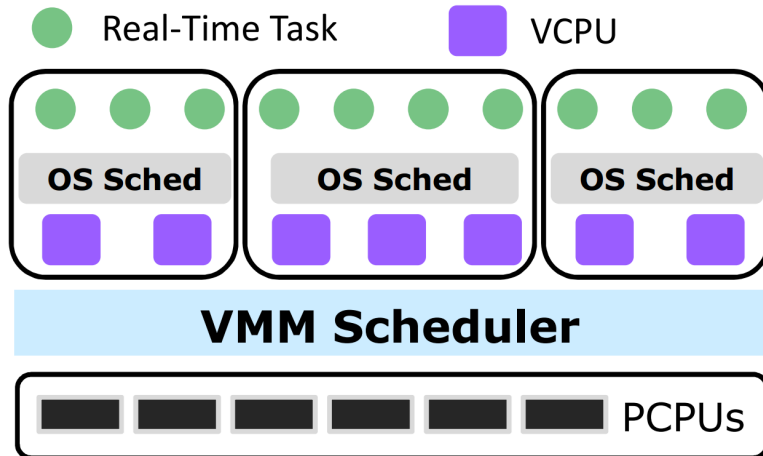 Real-Time Task
VCPU
OS Sched
OS Sched
OS Sched
VMM Scheduler
PCPUs